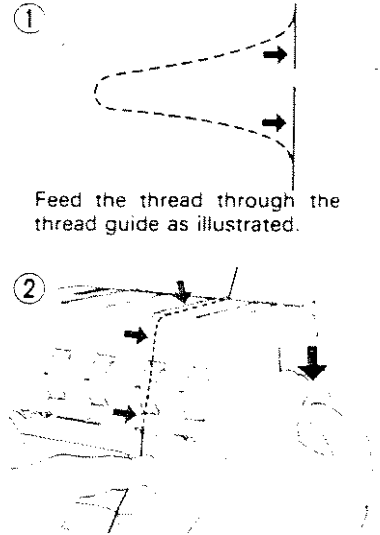 ①
Feed the thread through the
thread guide as illustrated.
②